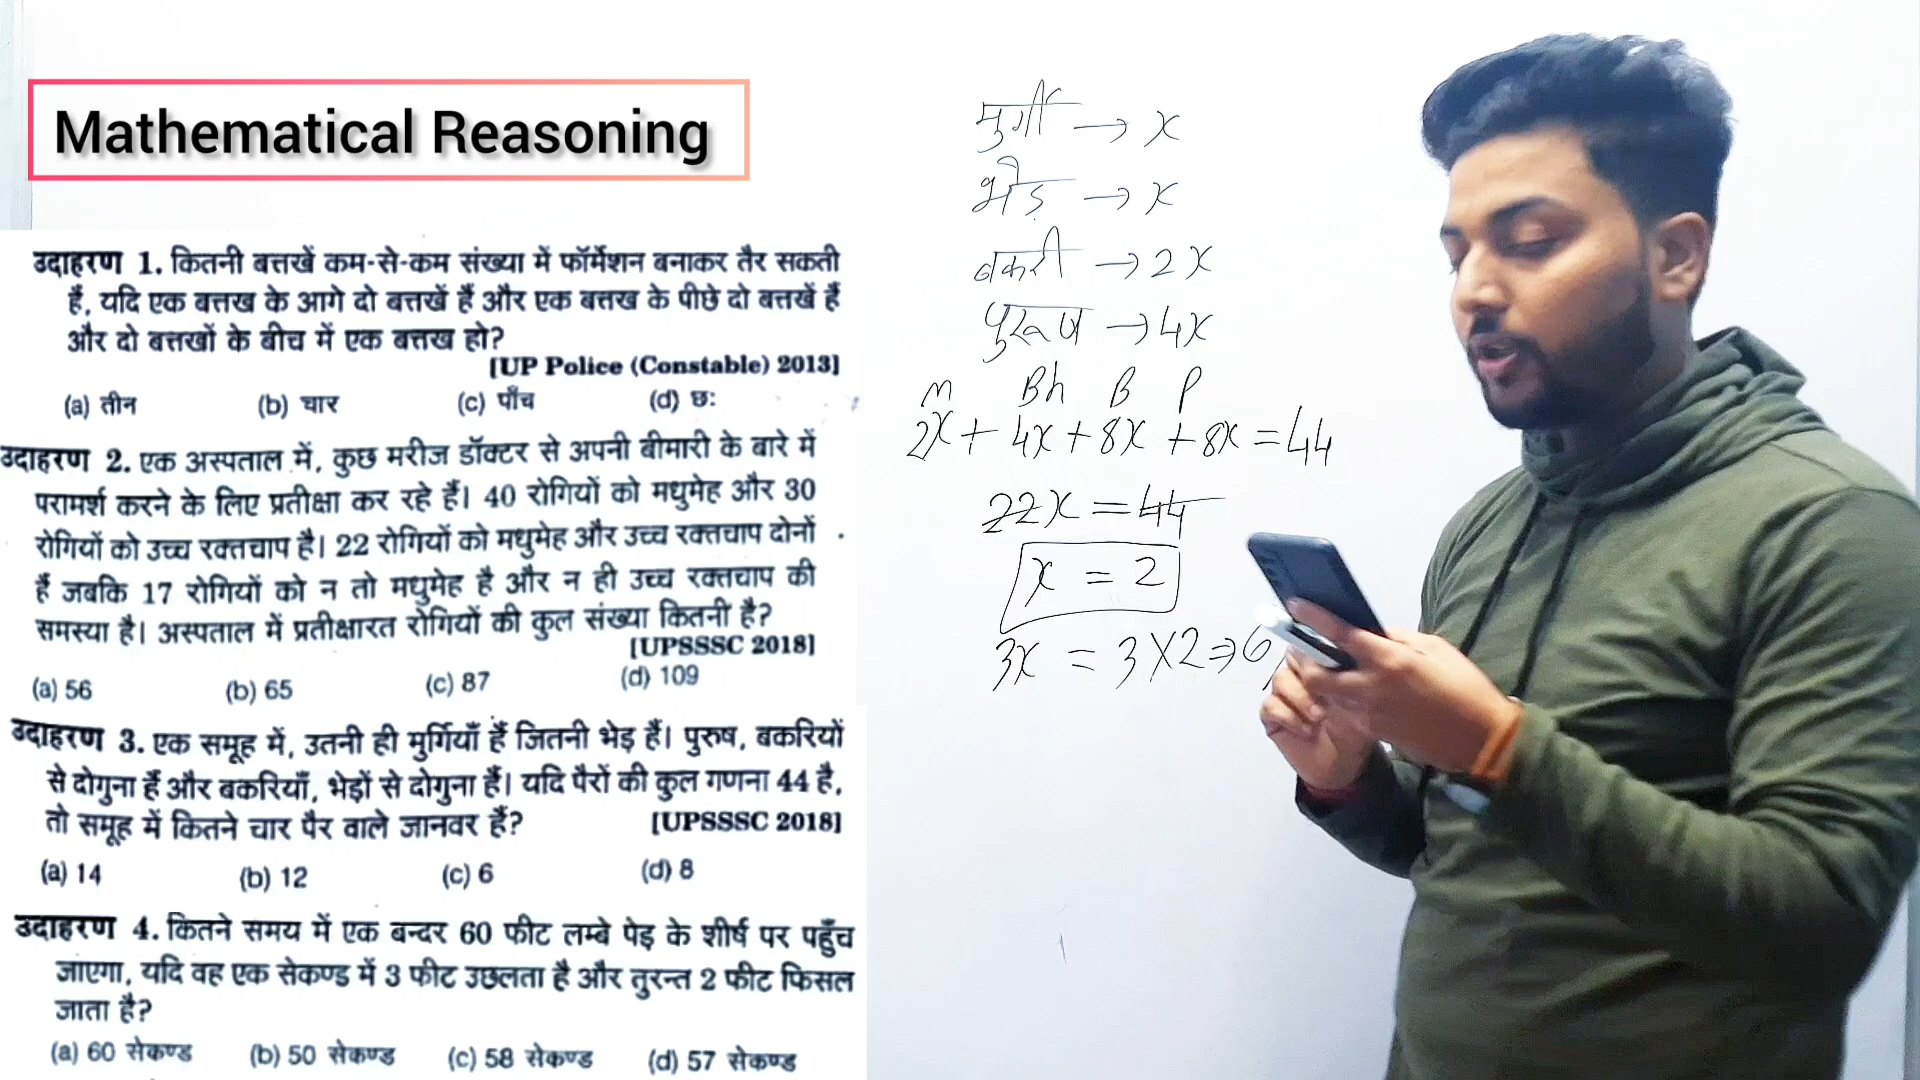 Mathematical Reasoning
उदाहरण 1. कितनी बत्तखें कम-से-कम संख्या में फॉर्मेशन बनाकर तैर सकती
हैं, यदि एक बत्तख के आगे दो बत्तखें हैं और एक बत्तख के पीछे दो बत्तखें हैं
और दो बत्तखों के बीच में एक बत्तख हो?
[UP Police (Constable) 2013]
(a) तीन (b) चार (c) पाँच (d) छः
उदाहरण 2. एक अस्पताल में, कुछ मरीज डॉक्टर से अपनी बीमारी के बारे में
परामर्श करने के लिए प्रतीक्षा कर रहे हैं। 40 रोगियों को मधुमेह और 30
रोगियों को उच्च रक्तचाप है। 22 रोगियों को मधुमेह और उच्च रक्तचाप दोनों
हैं जबकि 17 रोगियों को न तो मधुमेह है और न ही उच्च रक्तचाप की
समस्या है। अस्पताल में प्रतीक्षारत रोगियों की कुल संख्या कितनी है?
[UPSSSC 2018]
(a) 56 (b) 65 (c) 87 (d) 109
उदाहरण 3. एक समूह में, उतनी ही मुर्गियाँ हैं जितनी भेड़ हैं। पुरुष, बकरियों
से दोगुना हैं और बकरियाँ, भेड़ों से दोगुना हैं। यदि पैरों की कुल गणना 44 है,
तो समूह में कितने चार पैर वाले जानवर हैं? [UPSSSC 2018]
(a) 14 (b) 12 (c) 6 (d) 8
उदाहरण 4. कितने समय में एक बन्दर 60 फीट लम्बे पेड़ के शीर्ष पर पहुँच
जाएगा, यदि वह एक सेकण्ड में 3 फीट उछलता है और तुरन्त 2 फीट फिसल
जाता है?
(a) 60 सेकण्ड (b) 50 सेकण्ड (c) 58 सेकण्ड (d) 57 सेकण्ड
मुर्गी → x
भेड़ → x
बकरी → 2x
पुरूष → 4x
m Bh B P
2x + 4x + 8x + 8x = 44
22x = 44
x = 2
3x = 3 × 2 ⇒ 6